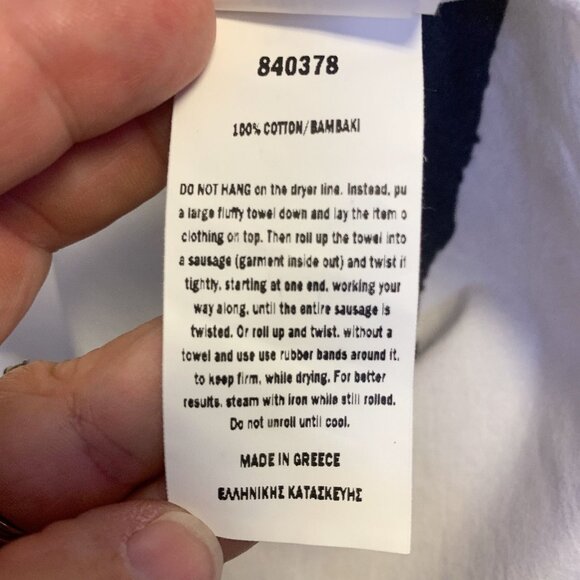 840378
100% COTTON/BAMBAKI
DO NOT HANG on the dryer line. Instead, pu
a large fluffy towel down and lay the item o
clothing on top. Then roll up the towel into
a sausage (garment inside out) and twist it
tightly, starting at one end, working your
way along, until the entire sausage is
twisted. Or roll up and twist, without a
towel and use use rubber bands around it,
to keep firm, while drying. For better
results, steam with iron while still rolled.
Do not unroll until cool.
MADE IN GREECE
ΕΛΛΗΝΙΚΗΣ ΚΑΤΑΣΚΕΥΗΣ